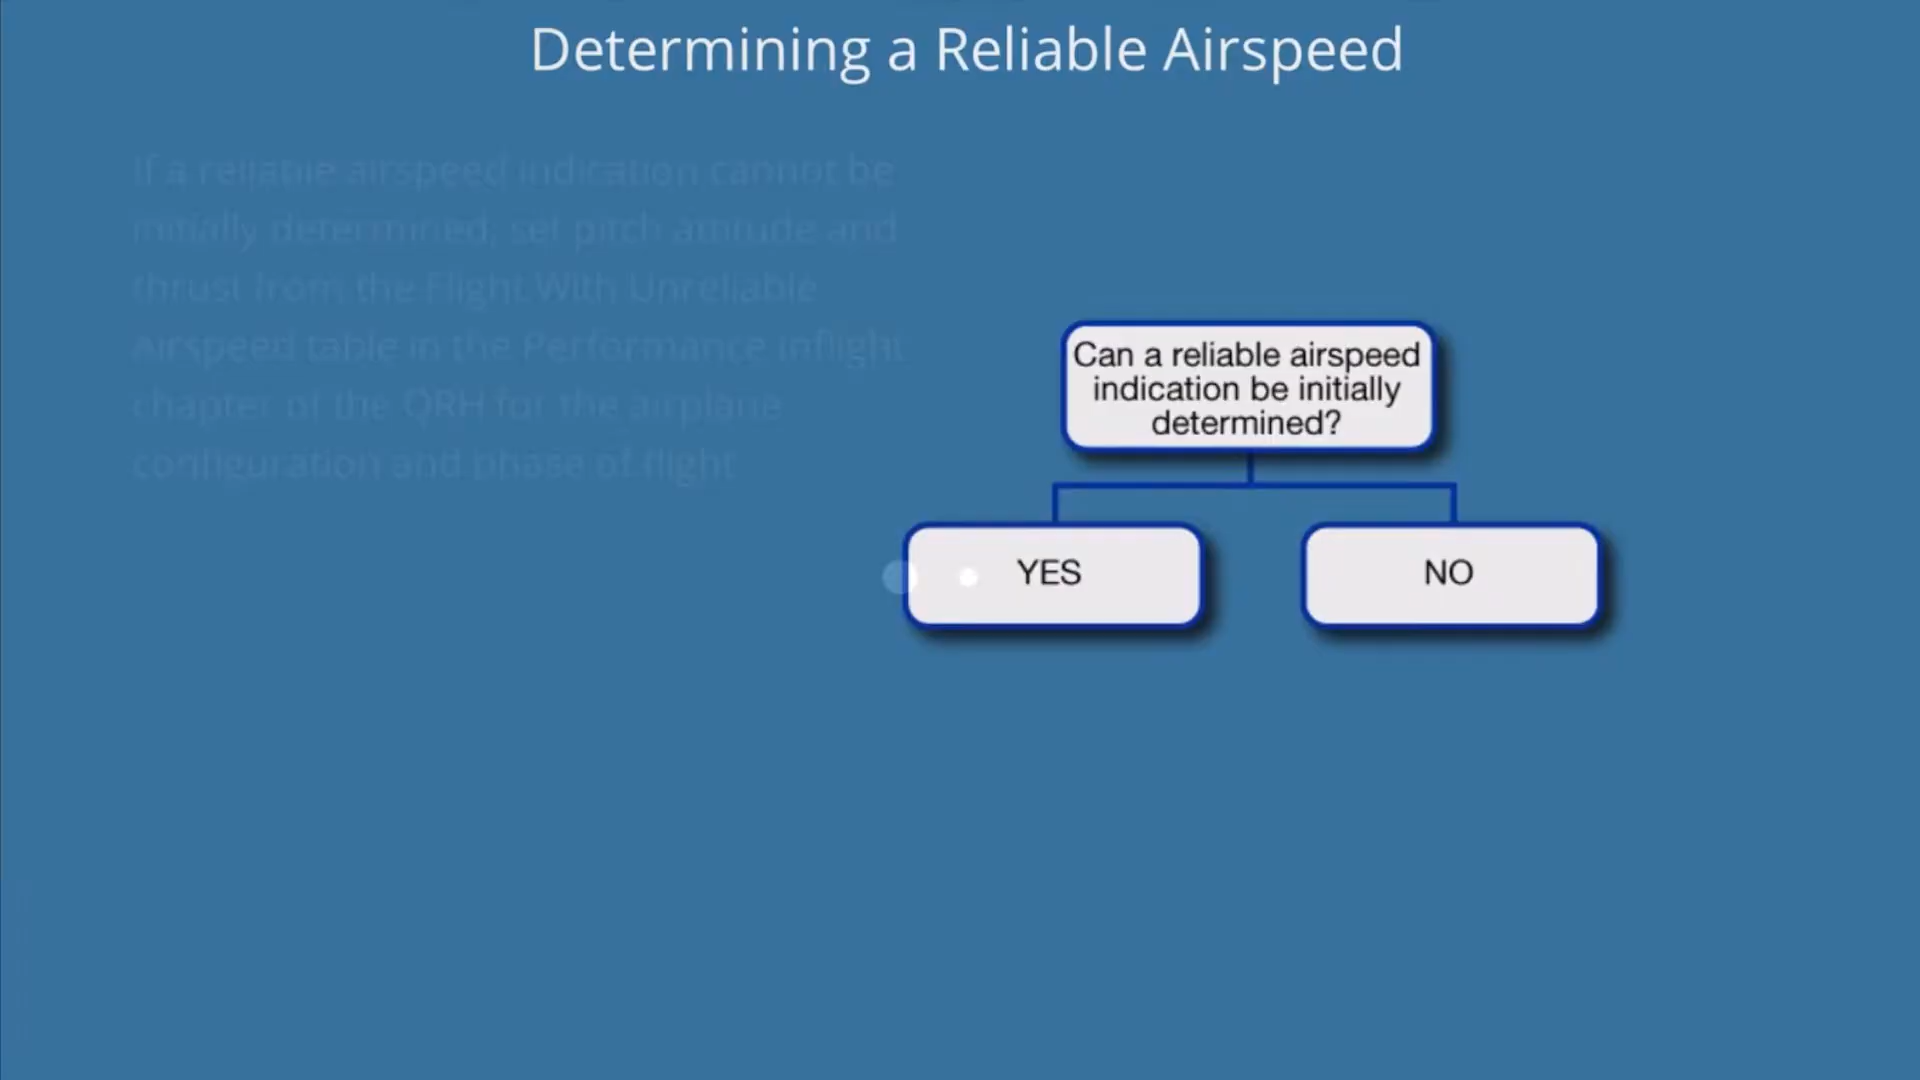 Determining a Reliable Airspeed
If a reliable airspeed indication cannot be
initially determined, set pitch attitude and
thrust from the Flight With Unreliable
Airspeed table in the Performance Inflight
chapter of the QRH for the airplane
configuration and phase of flight
Can a reliable airspeed
indication be initially
determined?
YES
NO